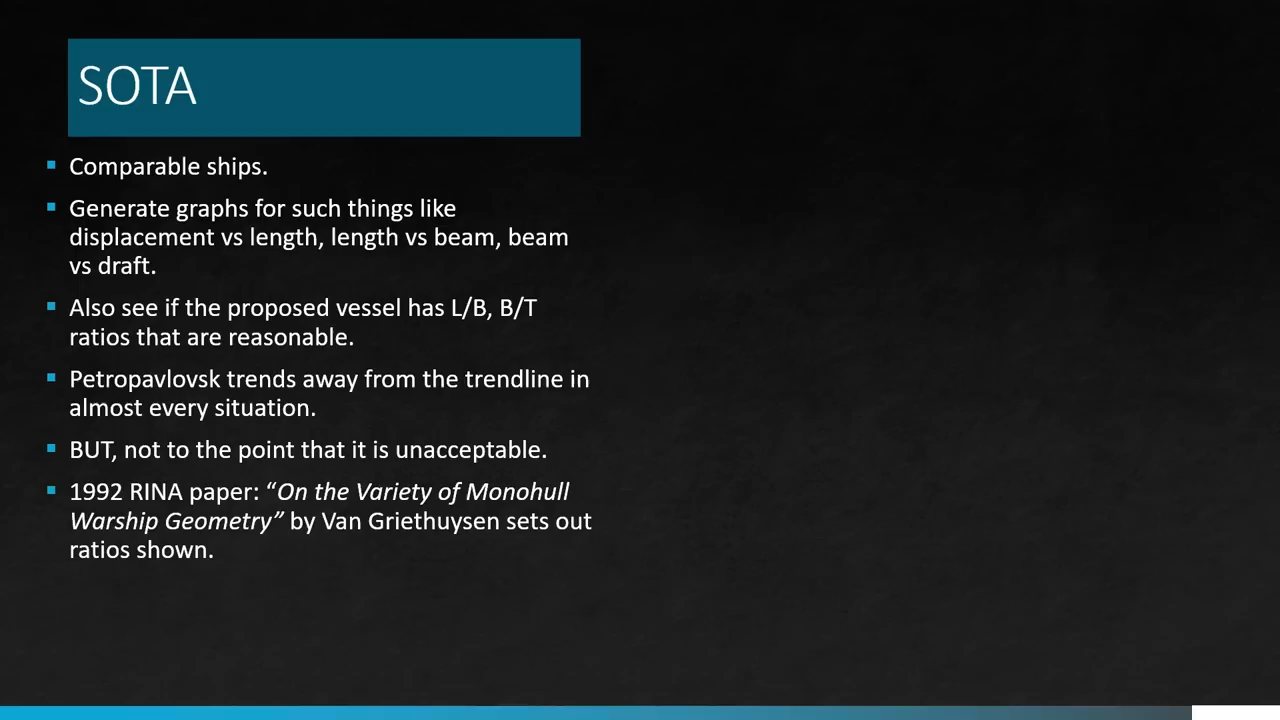 SOTA
Comparable ships.
Generate graphs for such things like
displacement vs length, length vs beam, beam
vs draft.
Also see if the proposed vessel has L/B, B/T
ratios that are reasonable.
Petropavlovsk trends away from the trendline in
almost every situation.
BUT, not to the point that it is unacceptable.
1992 RINA paper: “On the Variety of Monohull
Warship Geometry” by Van Griethuysen sets out
ratios shown.